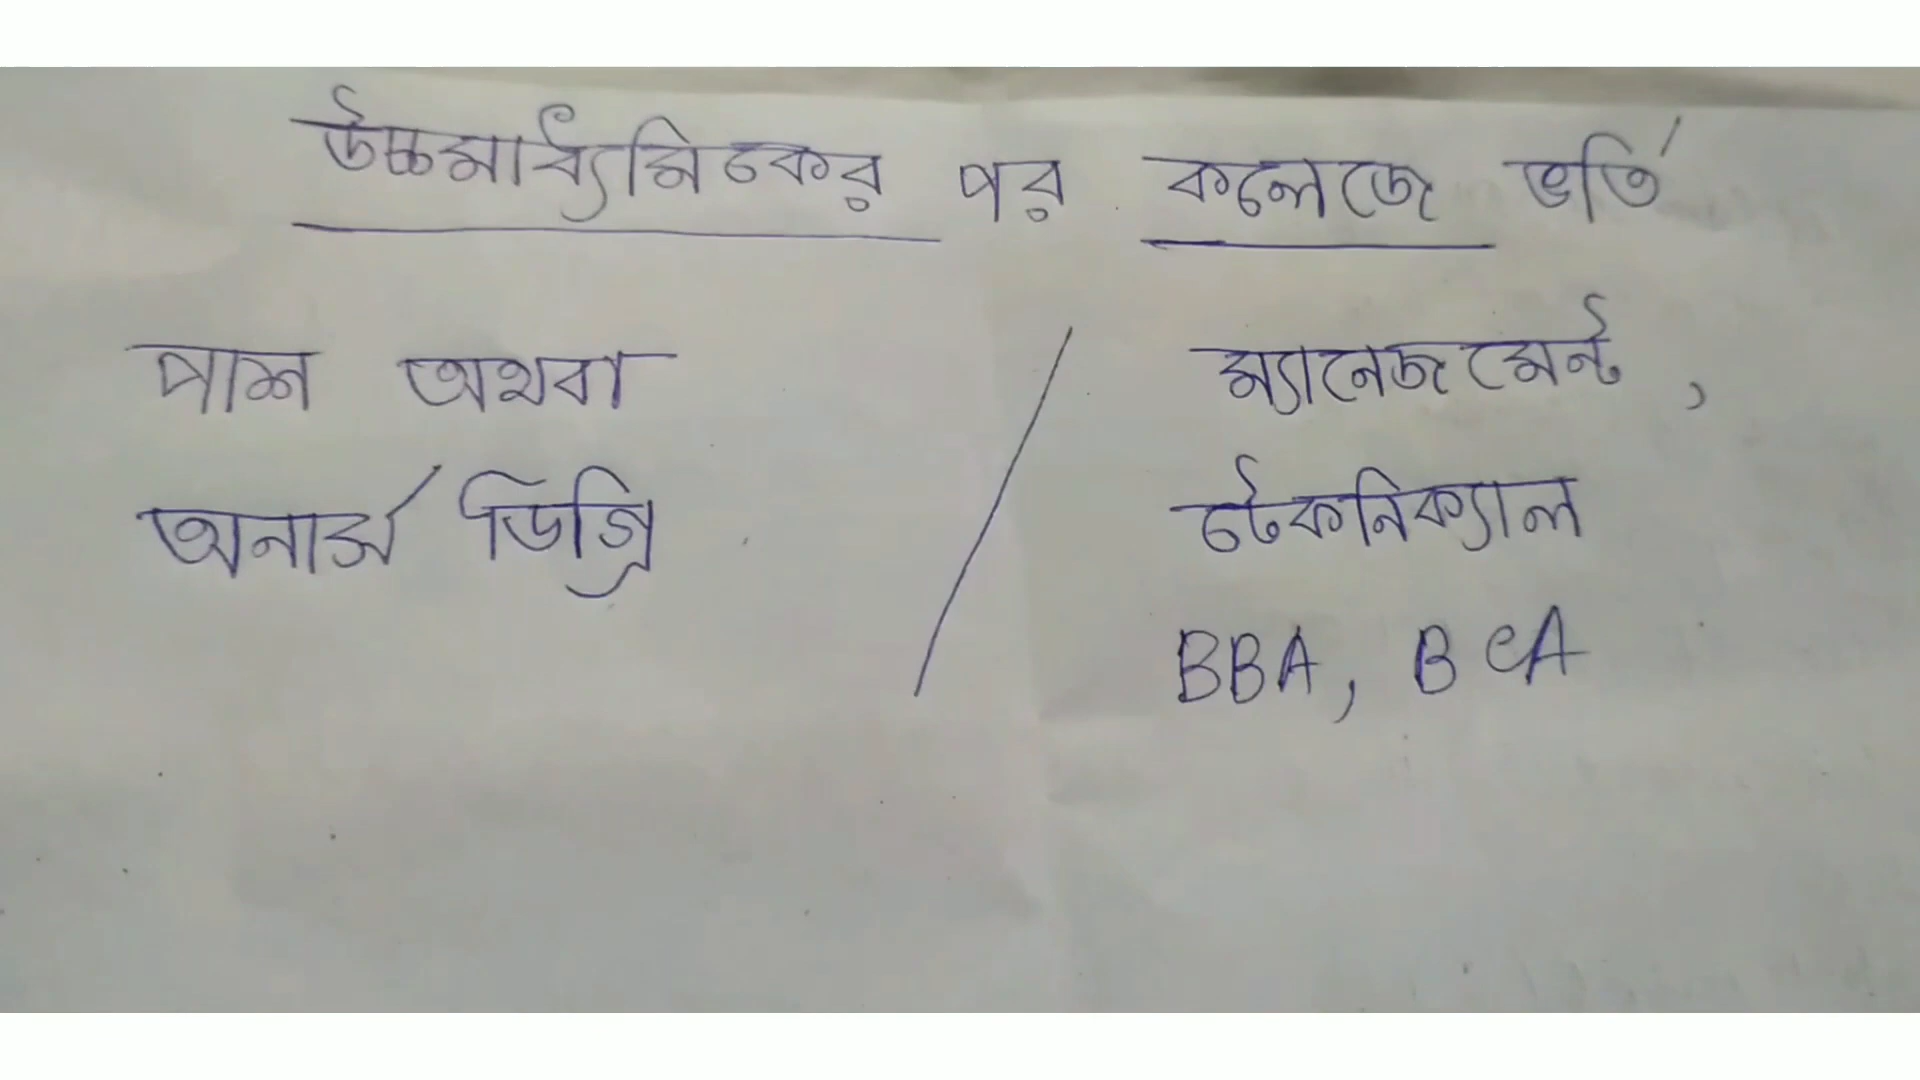 উচ্চমাধ্যমিকের পর কলেজে ভর্তি
পাশ অথবা
অনার্স ডিগ্রি
/
ম্যানেজমেন্ট,
টেকনিক্যাল
BBA, BCA